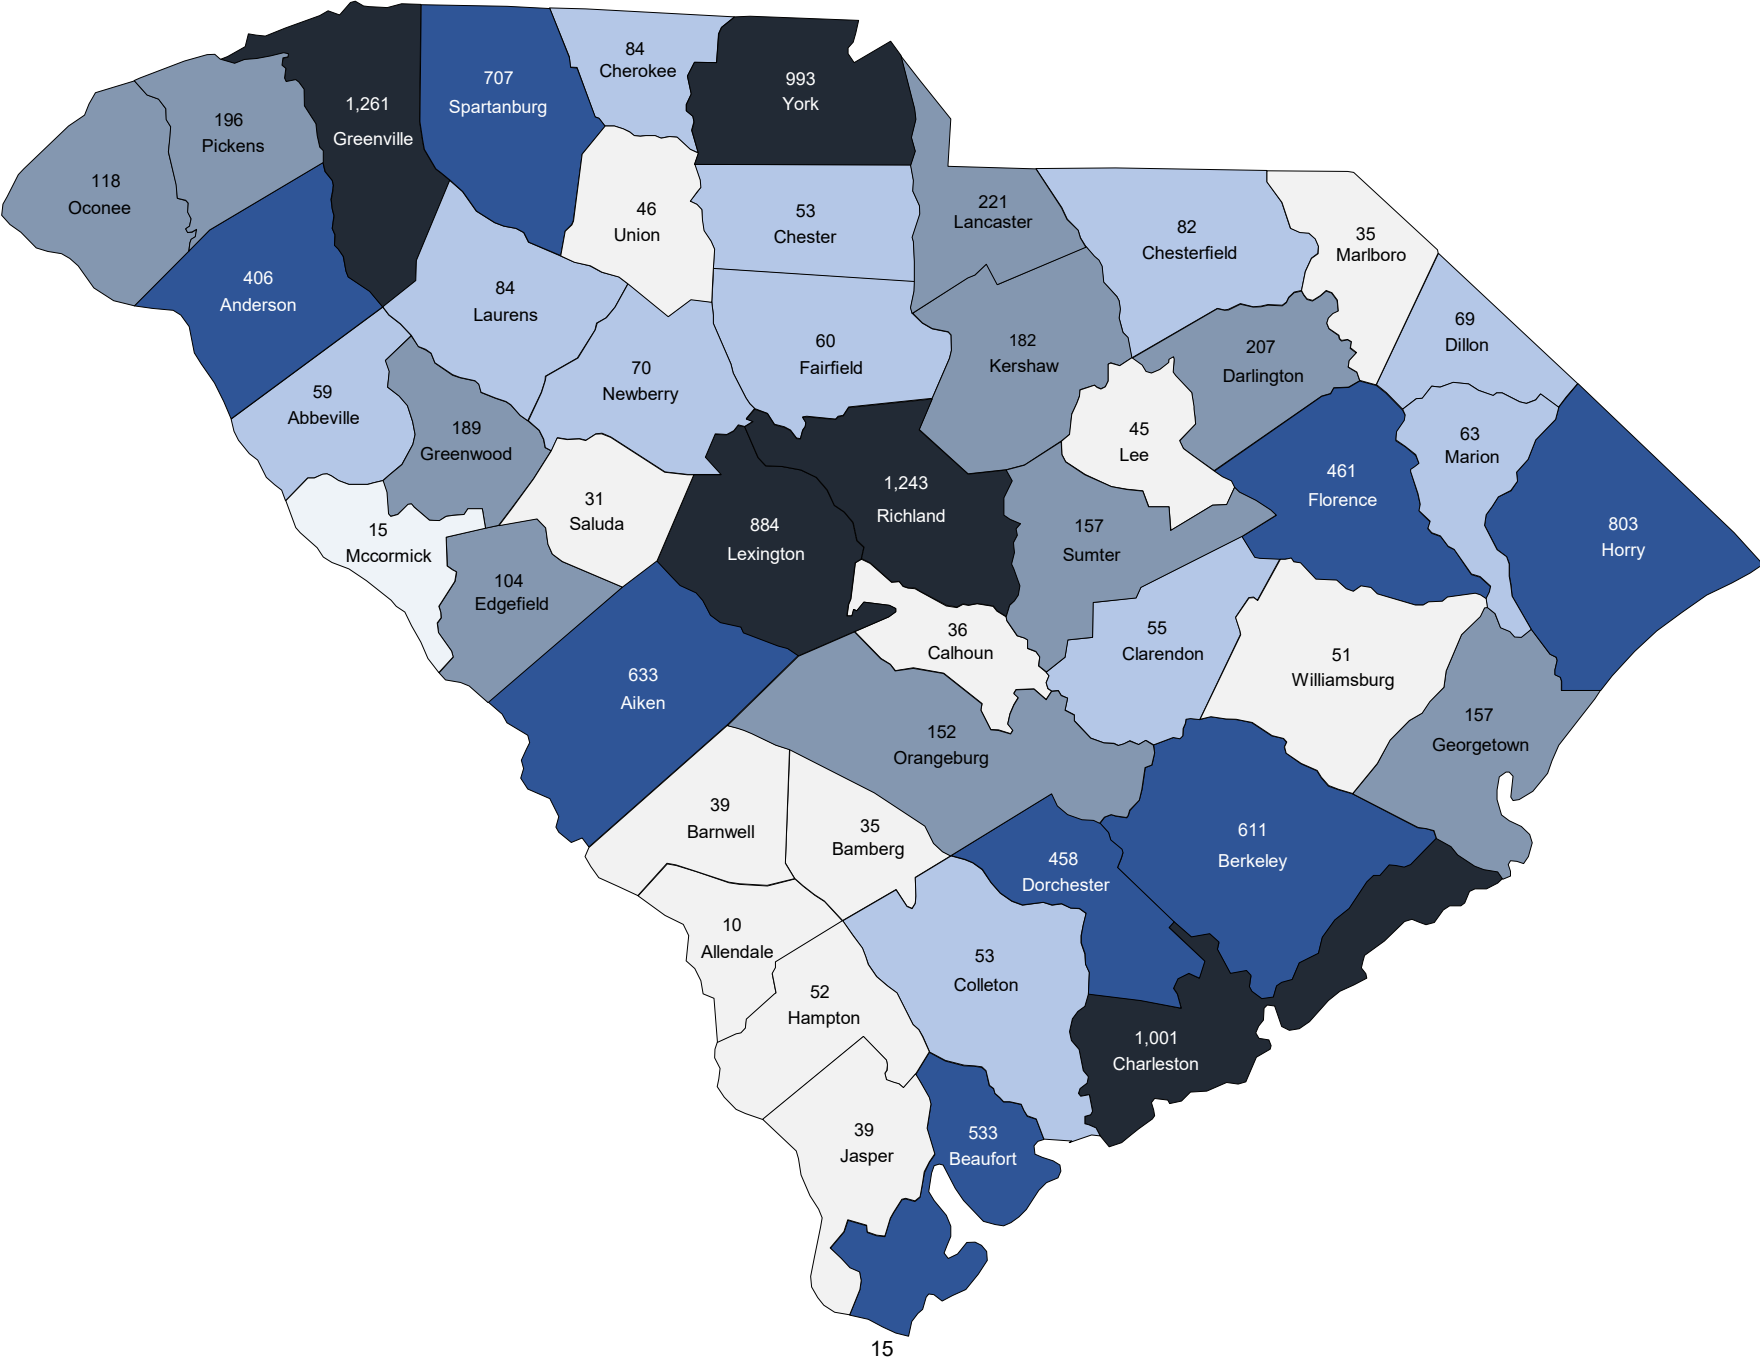 84
Cherokee
707
Spartanburg
993
York
1,261
Greenville
196
Pickens
118
Oconee
46
Union
53
Chester
221
Lancaster
82
Chesterfield
35
Marlboro
406
Anderson
84
Laurens
69
Dillon
60
Fairfield
182
Kershaw
207
Darlington
70
Newberry
59
Abbeville
189
Greenwood
45
Lee
63
Marion
461
Florence
31
Saluda
1,243
Richland
884
Lexington
157
Sumter
803
Horry
15
Mccormick
104
Edgefield
36
Calhoun
55
Clarendon
51
Williamsburg
633
Aiken
152
Orangeburg
157
Georgetown
39
Barnwell
35
Bamberg
611
Berkeley
458
Dorchester
10
Allendale
53
Colleton
52
Hampton
1,001
Charleston
39
Jasper
533
Beaufort
15